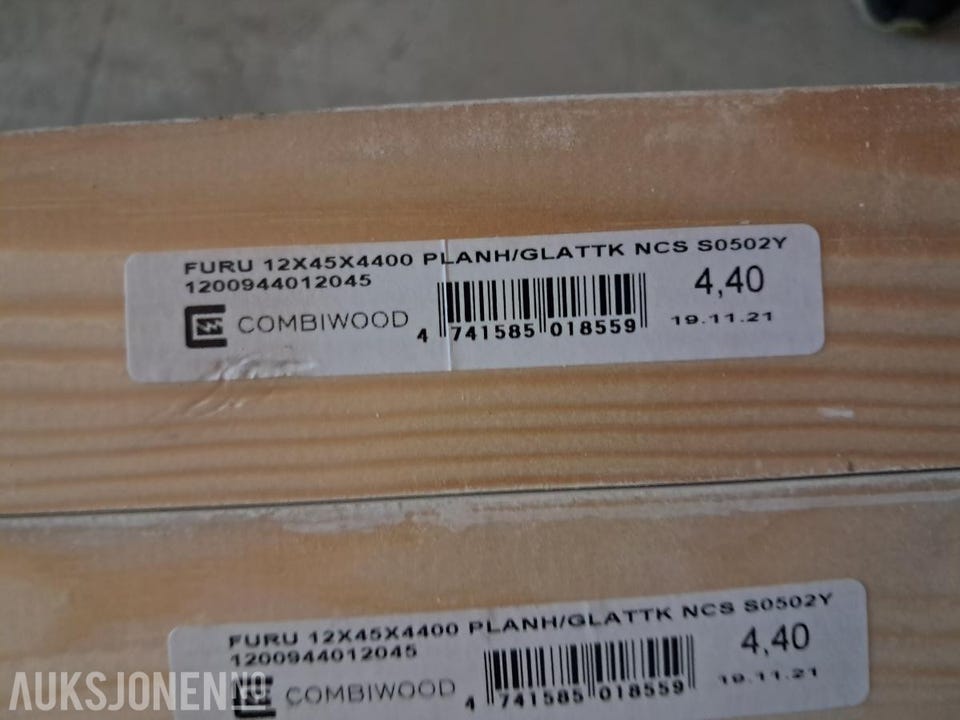 FURU 12X45X4400 PLANH/GLATTK NCS S0502Y
1200944012045
COMBIWOOD
4 741585 018559
4,40
19.11.21
FURU 12X45X4400 PLANH/GLATTK NCS S0502Y
1200944012045
COMBIWOOD
4 741585 018559
4,40
19.11.21
AUKSJONEN.NO